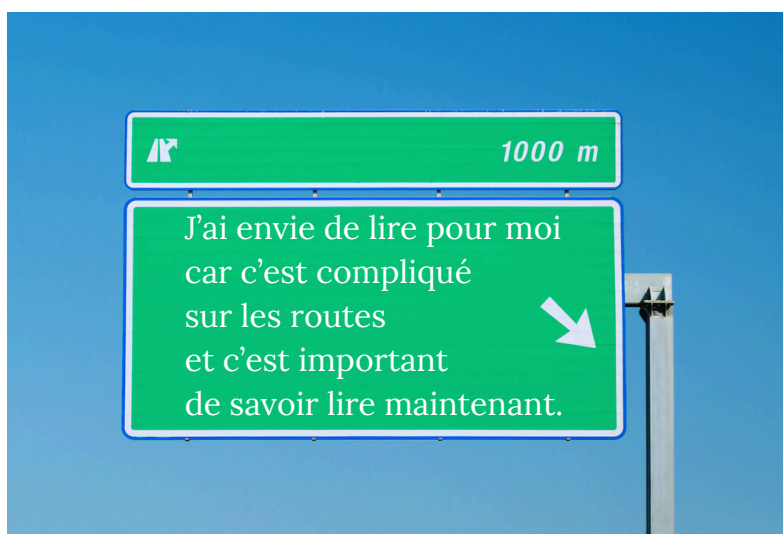 1000 m
J'ai envie de lire pour moi
car c'est compliqué
sur les routes
et c'est important
de savoir lire maintenant.